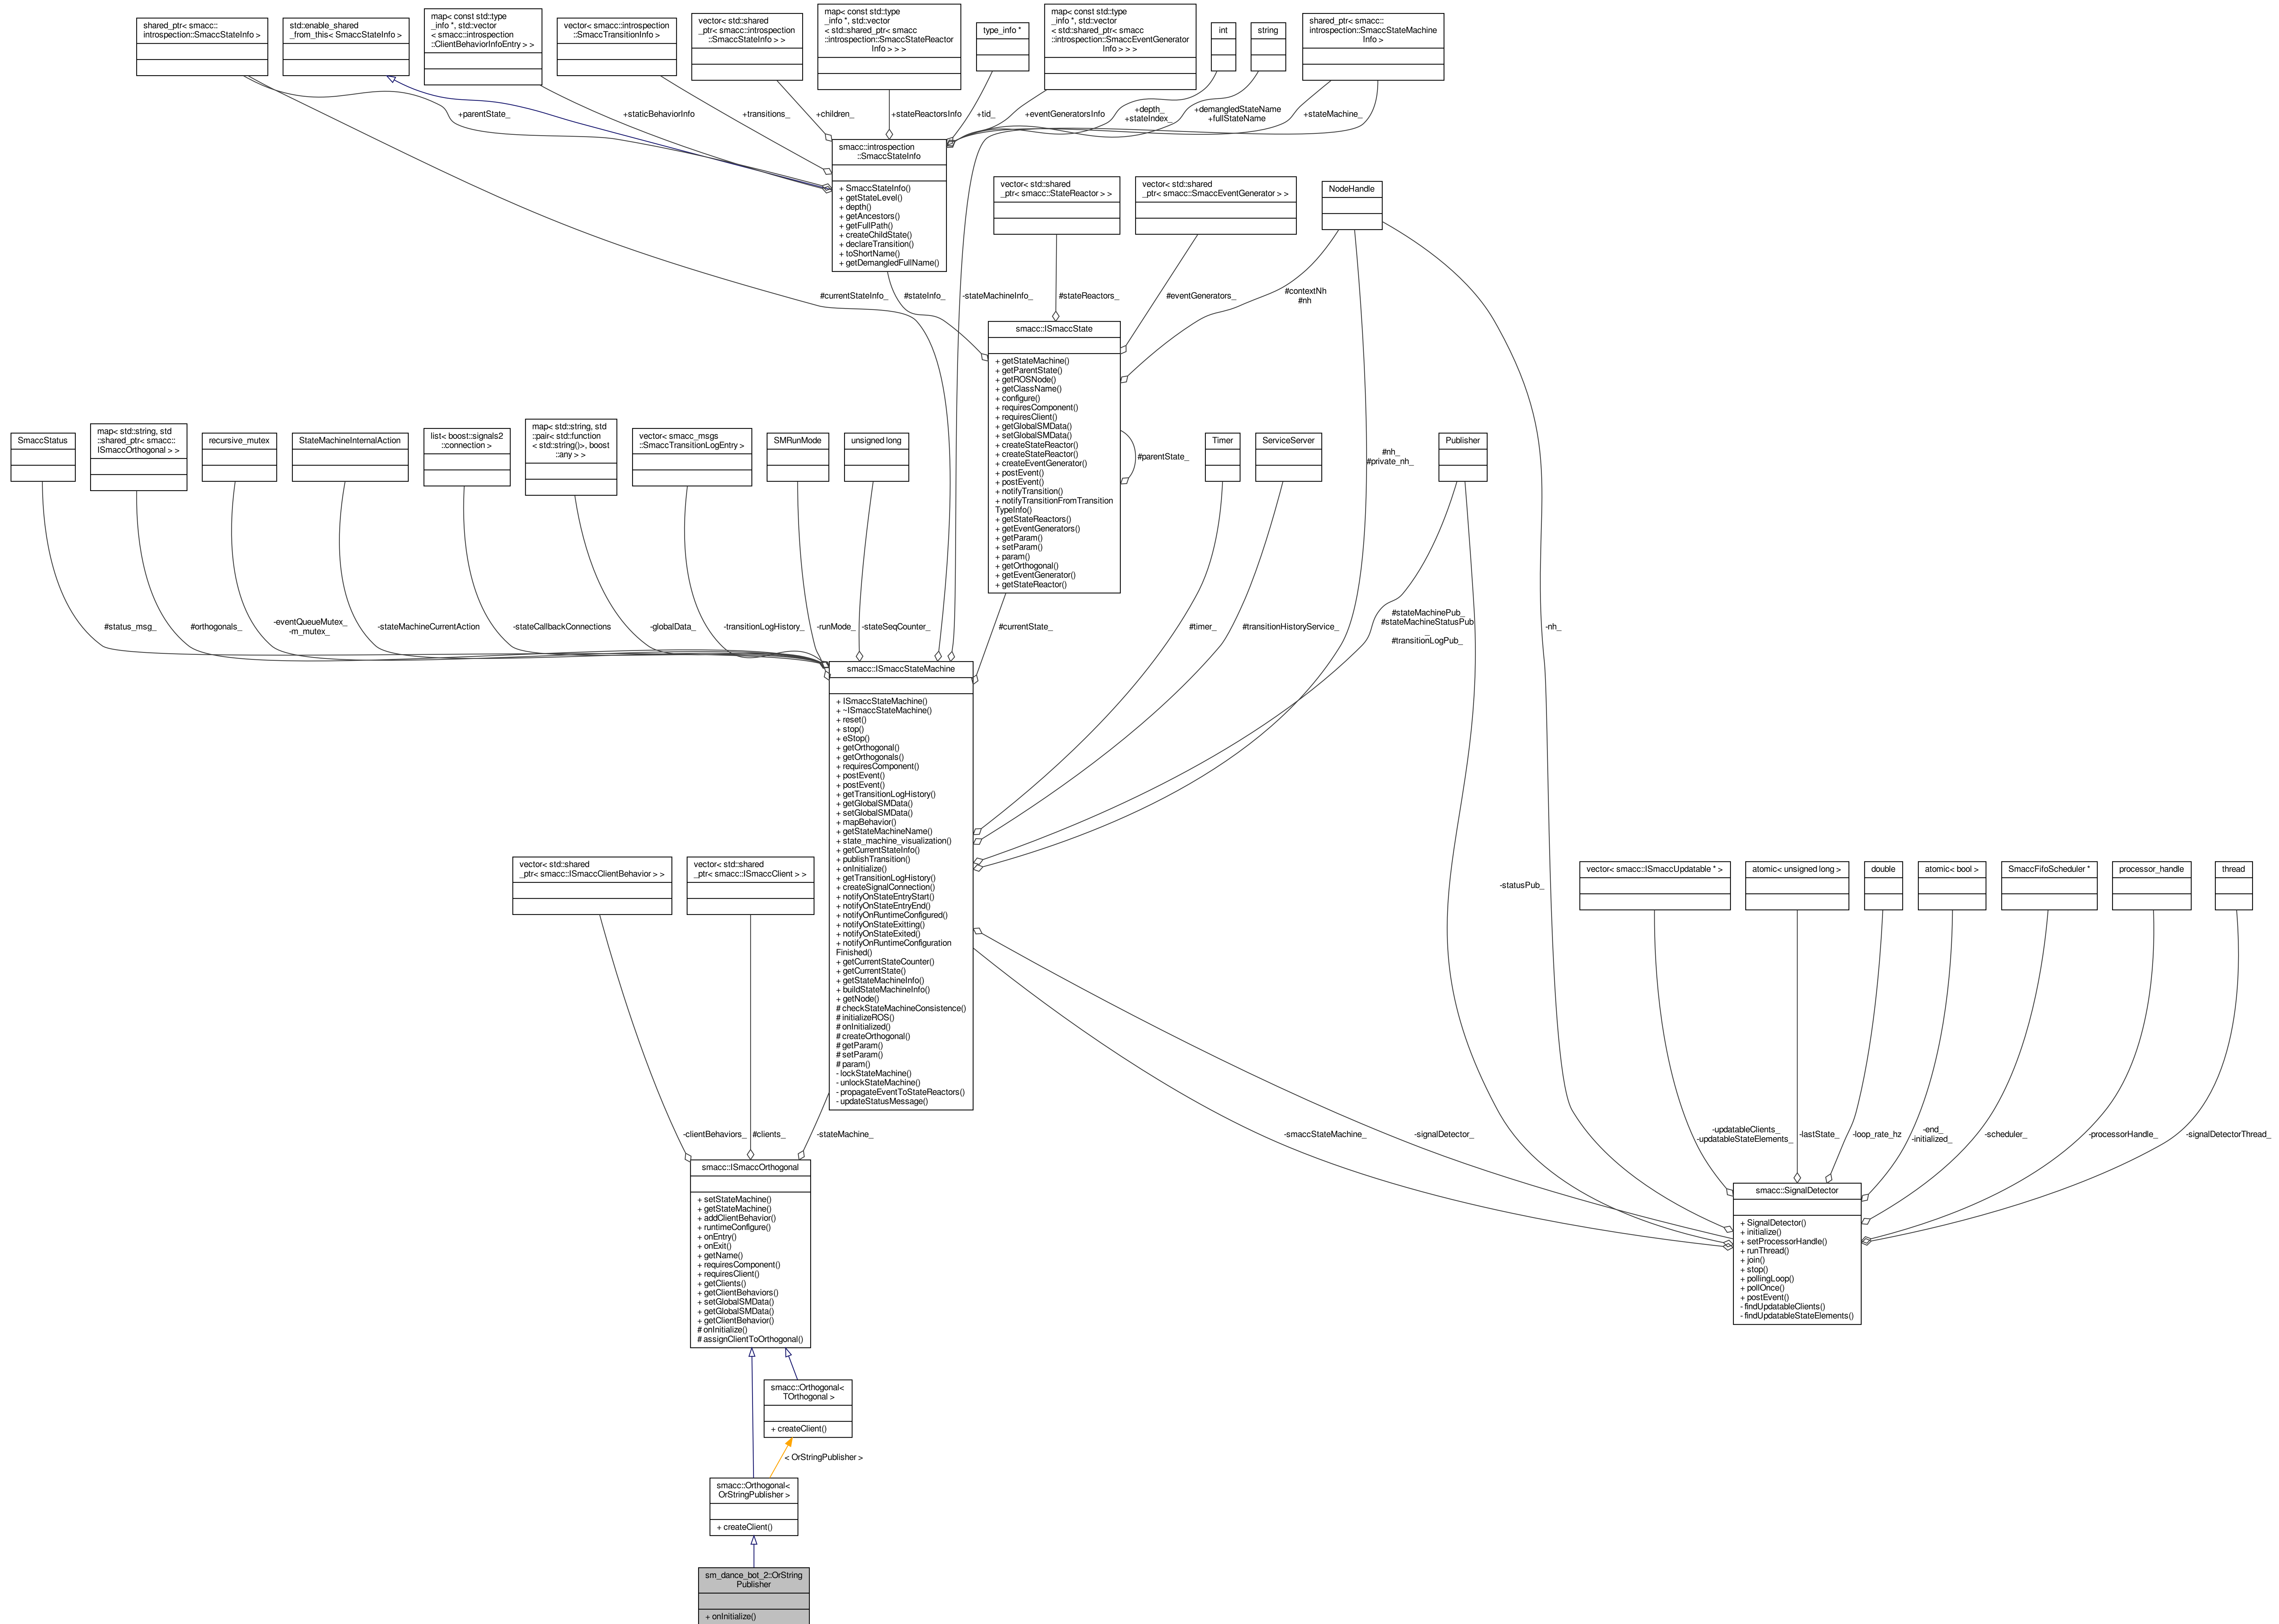 shared_ptr< smacc::
introspection::SmaccStateInfo >
std::enable_shared
_from_this< SmaccStateInfo >
map< const std::type
_info *, std::vector
< smacc::introspection
::ClientBehaviorInfoEntry > >
vector< smacc::introspection
::SmaccTransitionInfo >
vector< std::shared
_ptr< smacc::introspection
::SmaccStateInfo > >
map< const std::type
_info *, std::vector
< std::shared_ptr< smacc
::introspection::SmaccStateReactor
Info > > >
type_info *
map< const std::type
_info *, std::vector
< std::shared_ptr< smacc
::introspection::SmaccEventGenerator
Info > > >
int
string
shared_ptr< smacc::
introspection::SmaccStateMachine
Info >
+parentState_
+staticBehaviorInfo
+transitions_
+children_
+stateReactorsInfo
+tid_
+eventGeneratorsInfo
+depth_
+stateIndex_
+demangledStateName
+fullStateName
+stateMachine_
smacc::introspection
::SmaccStateInfo
+ SmaccStateInfo()
+ getStateLevel()
+ depth()
+ getAncestors()
+ getFullPath()
+ createChildState()
+ declareTransition()
+ toShortName()
+ getDemangledFullName()
vector< std::shared
_ptr< smacc::StateReactor > >
vector< std::shared
_ptr< smacc::SmaccEventGenerator > >
NodeHandle
#currentStateInfo_
#stateInfo_
-stateMachineInfo_
#stateReactors_
#eventGenerators_
#contextNh
#nh
smacc::ISmaccState
+ getStateMachine()
+ getParentState()
+ getROSNode()
+ getClassName()
+ configure()
+ requiresComponent()
+ requiresClient()
+ getGlobalSMData()
+ setGlobalSMData()
+ createStateReactor()
+ createStateReactor()
+ createEventGenerator()
+ postEvent()
+ postEvent()
+ notifyTransition()
+ notifyTransitionFromTransition
TypeInfo()
+ getStateReactors()
+ getEventGenerators()
+ getParam()
+ setParam()
+ param()
+ getOrthogonal()
+ getEventGenerator()
+ getStateReactor()
#parentState_
SmaccStatus
map< std::string, std
::shared_ptr< smacc::
ISmaccOrthogonal > >
recursive_mutex
StateMachineInternalAction
list< boost::signals2
::connection >
map< std::string, std
::pair< std::function
< std::string()>, boost
::any > >
vector< smacc_msgs
::SmaccTransitionLogEntry >
SMRunMode
unsigned long
Timer
ServiceServer
Publisher
#nh_
#private_nh_
#status_msg_
#orthogonals_
-eventQueueMutex_
-m_mutex_
-stateMachineCurrentAction
-stateCallbackConnections
-globalData_
-transitionLogHistory_
-runMode_
-stateSeqCounter_
#currentState_
#timer_
#transitionHistoryService_
#stateMachinePub_
#stateMachineStatusPub
_
#transitionLogPub_
-nh_
smacc::ISmaccStateMachine
+ ISmaccStateMachine()
+ ~ISmaccStateMachine()
+ reset()
+ stop()
+ eStop()
+ getOrthogonal()
+ getOrthogonals()
+ requiresComponent()
+ postEvent()
+ postEvent()
+ getTransitionLogHistory()
+ getGlobalSMData()
+ setGlobalSMData()
+ mapBehavior()
+ getStateMachineName()
+ state_machine_visualization()
+ getCurrentStateInfo()
+ publishTransition()
+ onInitialize()
+ getTransitionLogHistory()
+ createSignalConnection()
+ notifyOnStateEntryStart()
+ notifyOnStateEntryEnd()
+ notifyOnRuntimeConfigured()
+ notifyOnStateExitting()
+ notifyOnStateExited()
+ notifyOnRuntimeConfiguration
Finished()
+ getCurrentStateCounter()
+ getCurrentState()
+ getStateMachineInfo()
+ buildStateMachineInfo()
+ getNode()
# checkStateMachineConsistence()
# initializeROS()
# onInitialized()
# createOrthogonal()
# getParam()
# setParam()
# param()
- lockStateMachine()
- unlockStateMachine()
- propagateEventToStateReactors()
- updateStatusMessage()
vector< std::shared
_ptr< smacc::ISmaccClientBehavior > >
vector< std::shared
_ptr< smacc::ISmaccClient > >
-statusPub_
vector< smacc::ISmaccUpdatable * >
atomic< unsigned long >
double
atomic< bool >
SmaccFifoScheduler *
processor_handle
thread
-clientBehaviors_
#clients_
-stateMachine_
-smaccStateMachine_
-signalDetector_
-updatableClients_
-updatableStateElements_
-lastState_
-loop_rate_hz
-end_
-initialized_
-scheduler_
-processorHandle_
-signalDetectorThread_
smacc::ISmaccOrthogonal
+ setStateMachine()
+ getStateMachine()
+ addClientBehavior()
+ runtimeConfigure()
+ onEntry()
+ onExit()
+ getName()
+ requiresComponent()
+ requiresClient()
+ getClients()
+ getClientBehaviors()
+ setGlobalSMData()
+ getGlobalSMData()
+ getClientBehavior()
# onInitialize()
# assignClientToOrthogonal()
smacc::SignalDetector
+ SignalDetector()
+ initialize()
+ setProcessorHandle()
+ runThread()
+ join()
+ stop()
+ pollingLoop()
+ pollOnce()
+ postEvent()
- findUpdatableClients()
- findUpdatableStateElements()
smacc::Orthogonal<
TOrthogonal >
+ createClient()
< OrStringPublisher >
smacc::Orthogonal<
OrStringPublisher >
+ createClient()
sm_dance_bot_2::OrString
Publisher
+ onInitialize()